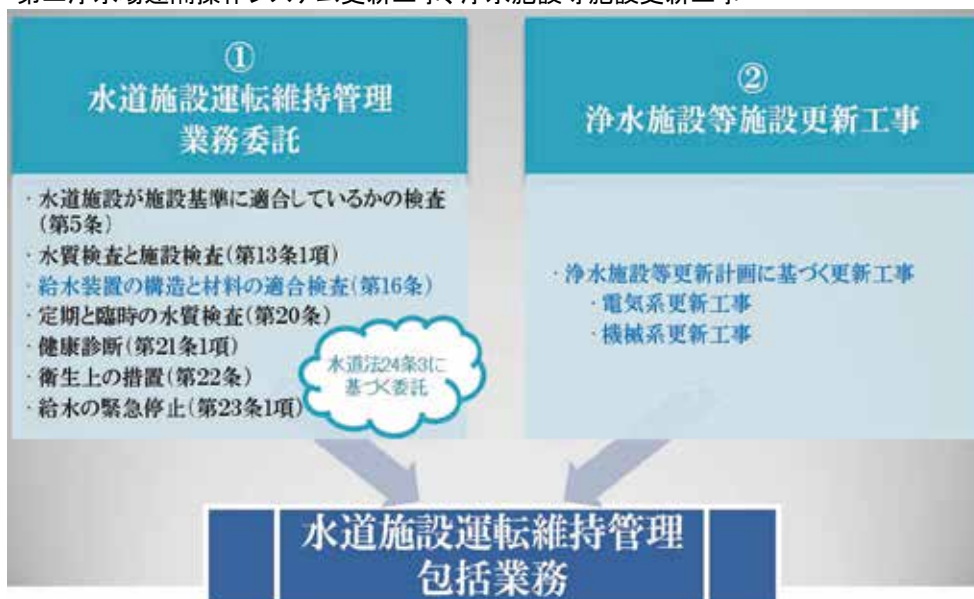 ①
水道施設運転維持管理
業務委託
・水道施設が施設基準に適合しているかの検査
(第5条)
・水質検査と施設検査(第13条1項)
・給水装置の構造と材料の適合検査(第16条)
・定期と臨時の水質検査(第20条)
・健康診断(第21条1項)
・衛生上の措置(第22条)
・給水の緊急停止(第23条1項)
水道法24条3に
基づく委託
②
浄水施設等施設更新工事
・浄水施設等更新計画に基づく更新工事
・電気系更新工事
・機械系更新工事
水道施設運転維持管理
包括業務